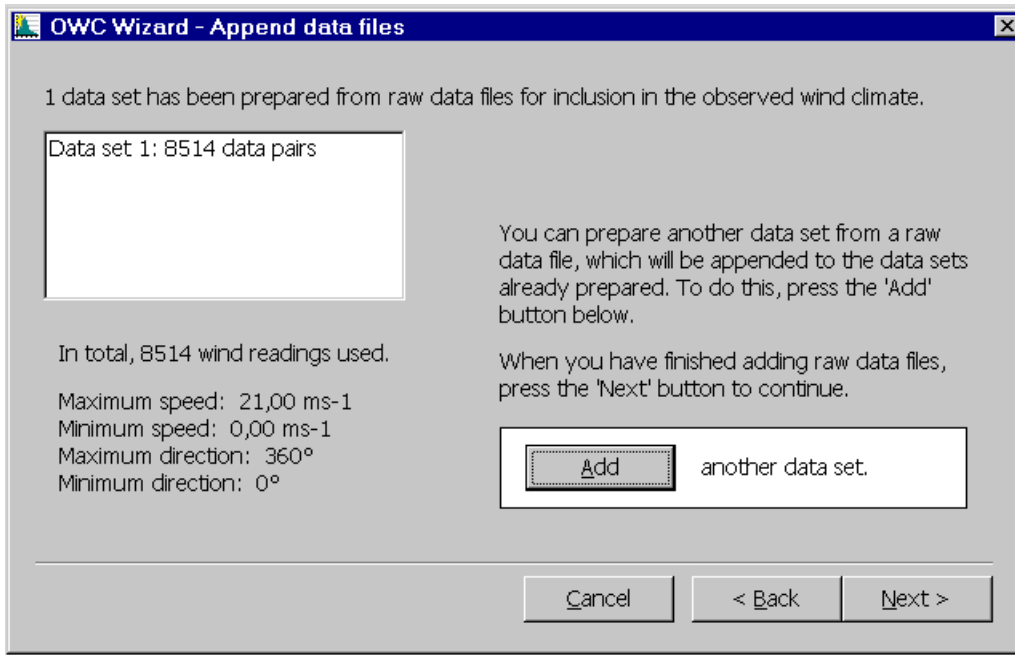 OWC Wizard - Append data files
1 data set has been prepared from raw data files for inclusion in the observed wind climate.
Data set 1: 8514 data pairs
You can prepare another data set from a raw
data file, which will be appended to the data sets
already prepared. To do this, press the 'Add'
button below.
In total, 8514 wind readings used.
When you have finished adding raw data files,
press the 'Next' button to continue.
Maximum speed: 21,00 ms-1
Minimum speed: 0,00 ms-1
Maximum direction: 360º
Minimum direction: 0º
Add another data set.
Cancel < Back Next >